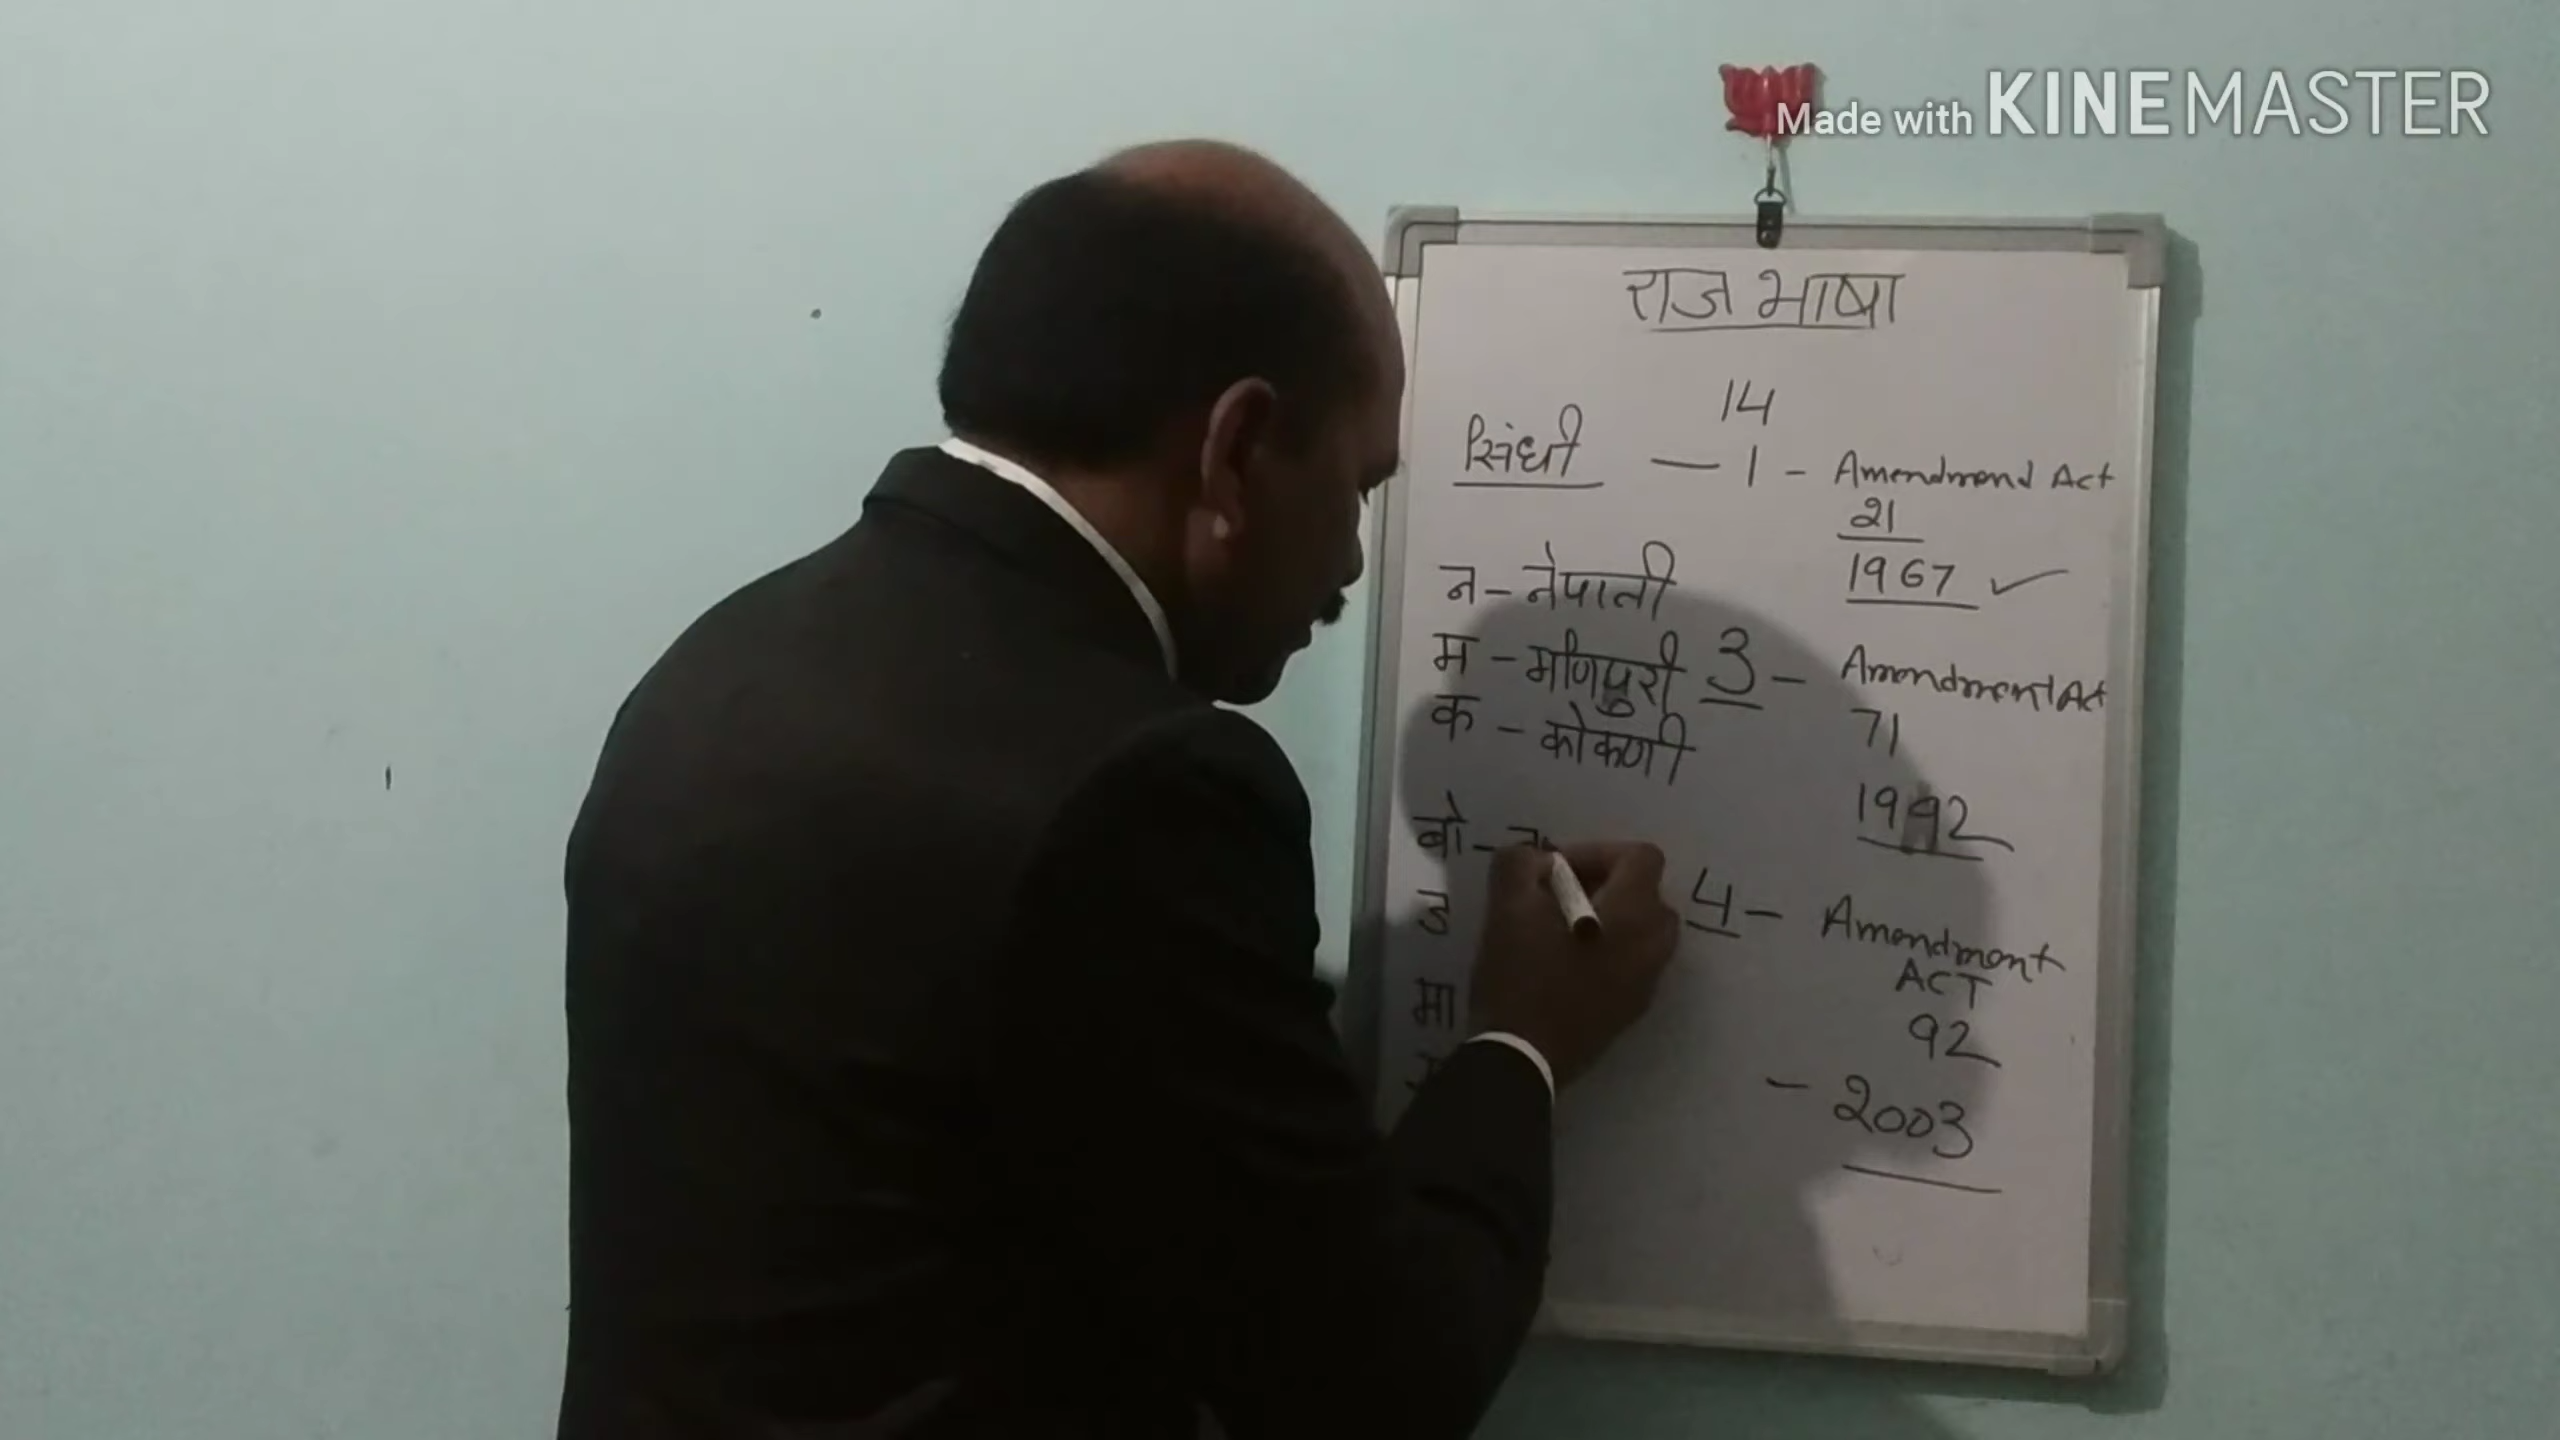 Made with KINEMASTER
राज भाषा
14
सिंधी — 1 - Amendmend Act
21
1967 ✓
न – नेपाली
म – मणिपुरी 3 – Amendment Act
71
क – कोकणी
1992
बो –
ड
4 – Amendment
ACT
मा
92
– 2003